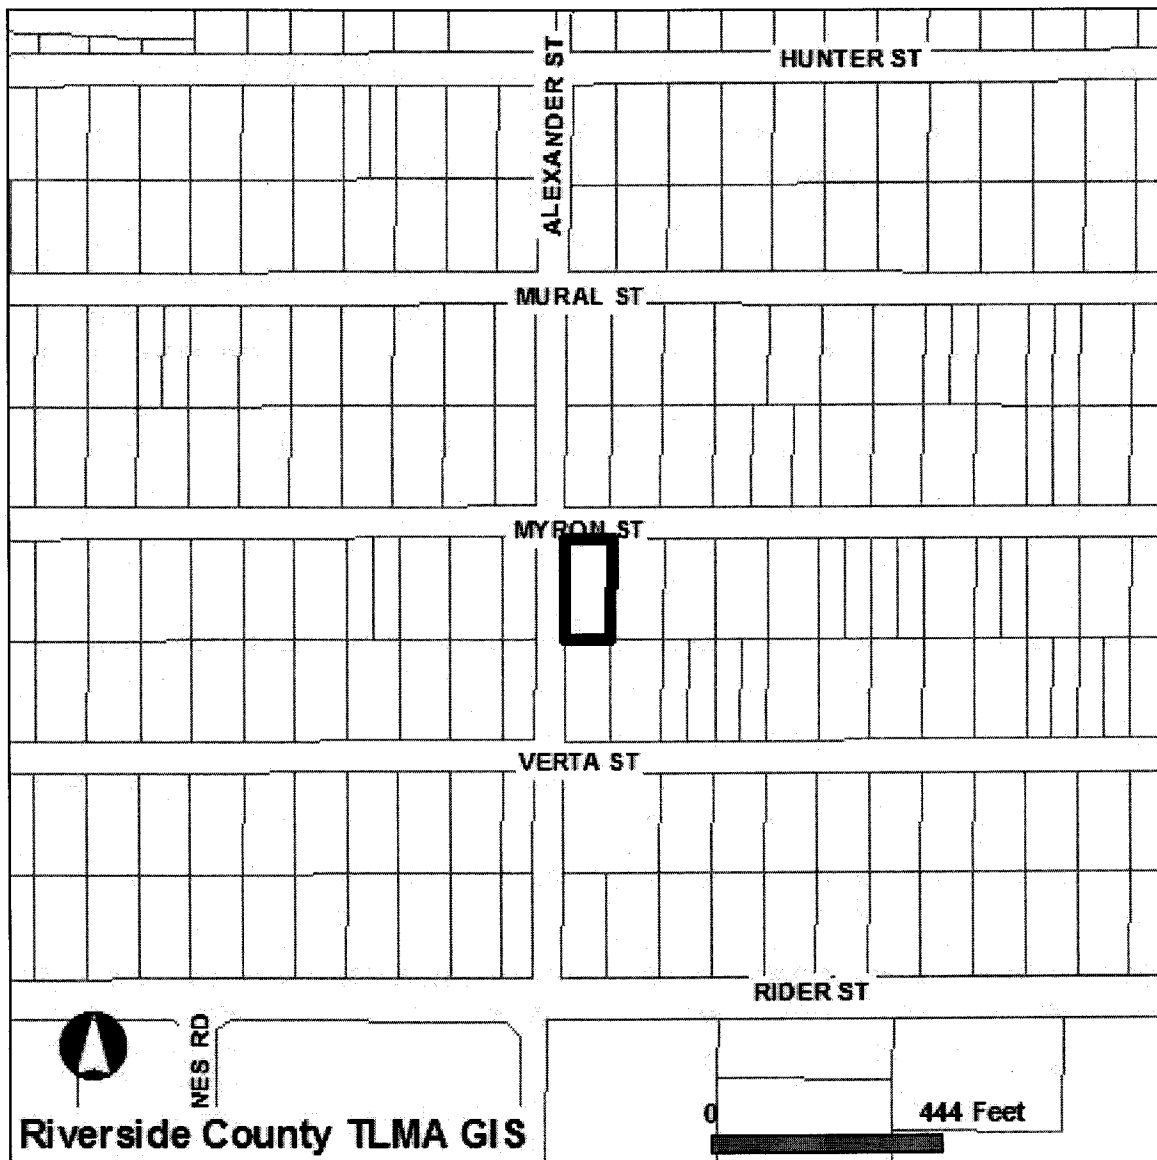 HUNTER ST
ALEXANDER ST
MURAL ST
MYRON ST
VERTA ST
RIDER ST
NES RD
0 444 Feet
Riverside County TLMA GIS